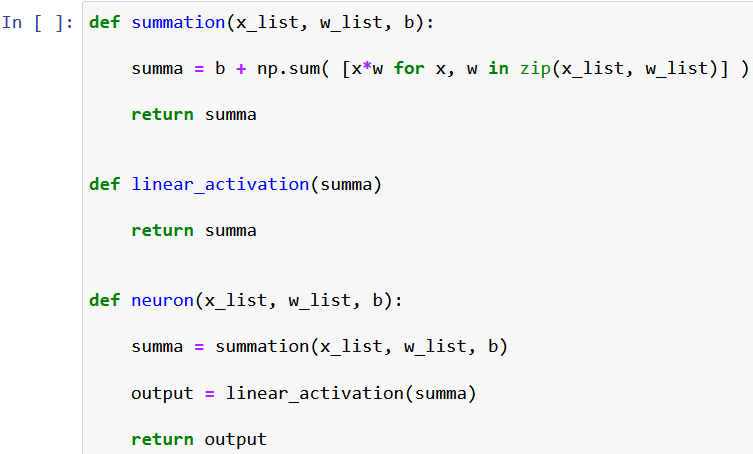 In [ ]: def summation(x_list, w_list, b):
summa = b + np.sum( [x*w for x, w in zip(x_list, w_list)] )
return summa
def linear_activation(summa)
return summa
def neuron(x_list, w_list, b):
summa = summation(x_list, w_list, b)
output = linear_activation(summa)
return output